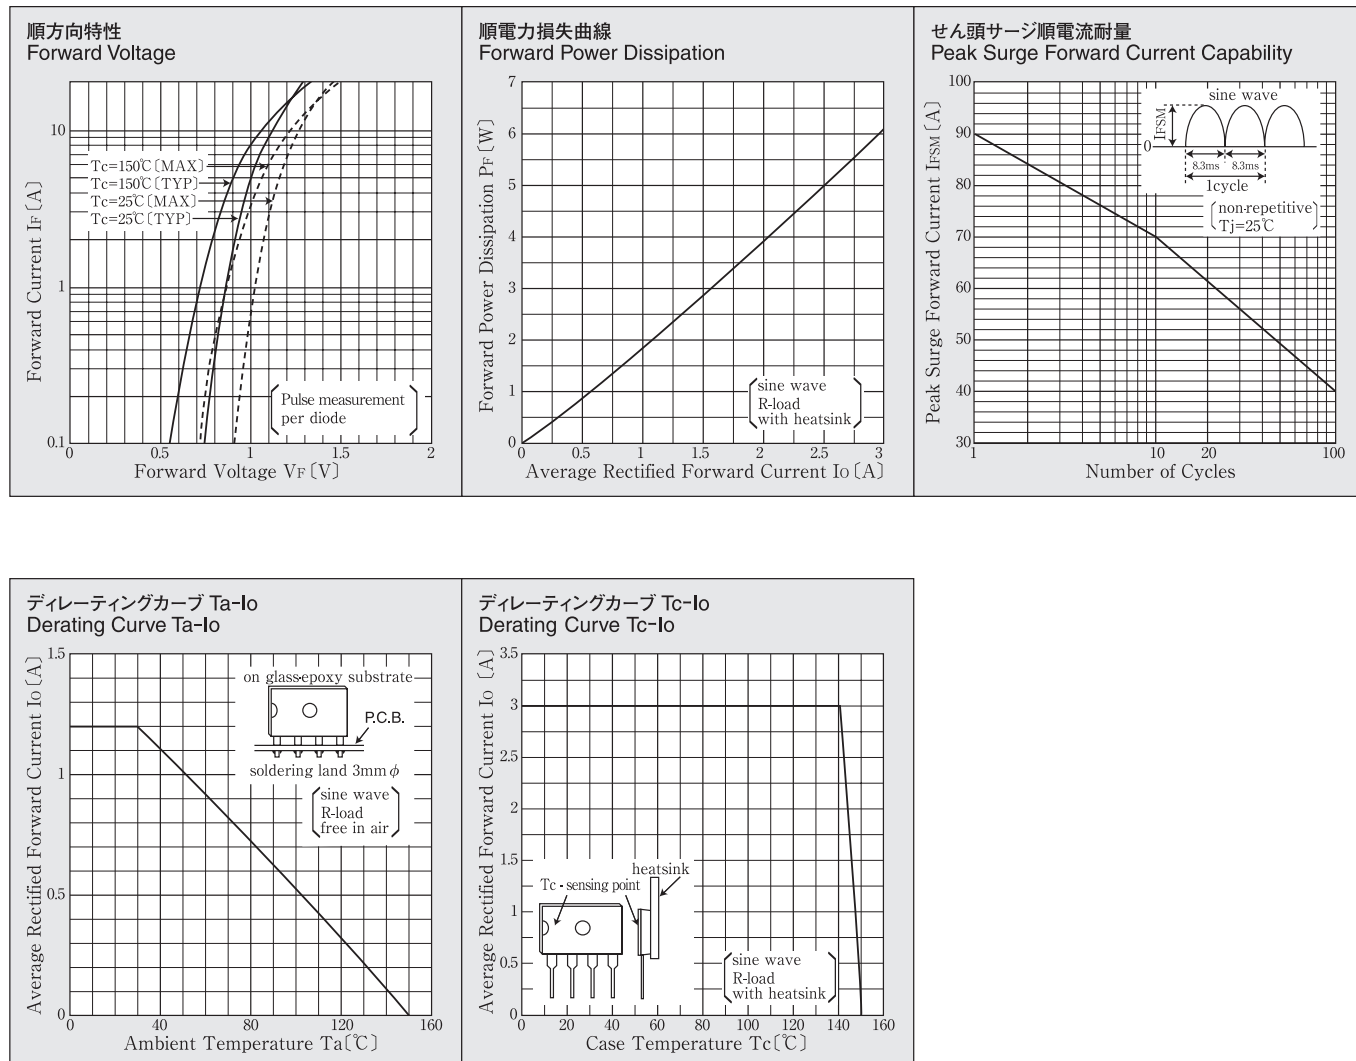 順方向特性
Forward Voltage
Forward Current IF〔A〕
10
1
0.1
Tc=150℃〔MAX〕
Tc=150℃〔TYP〕
Tc=25℃〔MAX〕
Tc=25℃〔TYP〕
Pulse measurement
per diode
0 0.2 0.4 0.6 0.8 1 1.5 2
Forward Voltage VF〔V〕
順電力損失曲線
Forward Power Dissipation
Forward Power Dissipation PF〔W〕
7
6
5
4
3
2
1
0
sine wave
R-load
with heatsink
0 0.5 1 1.5 2 2.5 3
Average Rectified Forward Current Io〔A〕
せん頭サージ順電流耐量
Peak Surge Forward Current Capability
Peak Surge Forward Current IFSM〔A〕
100
90
80
70
60
50
40
30
sine wave
IFSM
0
8.3ms 8.3ms
1cycle
non-repetitive
Tj=25℃
1 10 20 100
Number of Cycles
ディレーティングカーブ Ta-Io
Derating Curve Ta-Io
Average Rectified Forward Current Io〔A〕
1.5
1
0.5
0
on glass-epoxy substrate
P.C.B.
soldering land 3mmφ
sine wave
R-load
free in air
0 40 80 120 160
Ambient Temperature Ta〔℃〕
ディレーティングカーブ Tc-Io
Derating Curve Tc-Io
Average Rectified Forward Current Io〔A〕
3.5
3
2.5
2
1.5
1
0.5
0
heatsink
Tc - sensing point
sine wave
R-load
with heatsink
0 20 40 60 80 100 120 140 160
Case Temperature Tc〔℃〕